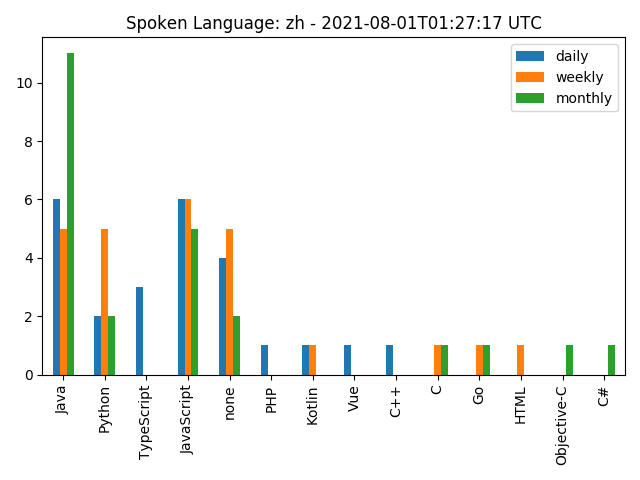 Spoken Language: zh - 2021-08-01T01:27:17 UTC
daily
weekly
monthly
10
8
6
4
2
0
Java
Python
TypeScript
JavaScript
none
PHP
Kotlin
Vue
C++
C
Go
HTML
Objective-C
C#